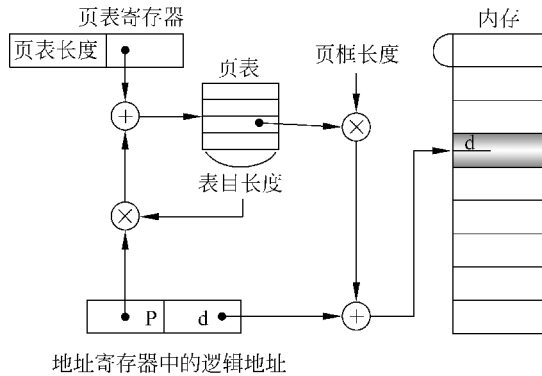 页表寄存器
内存
页表长度
页表
页框长度
+
×
d
表目长度
×
P
d
+
地址寄存器中的逻辑地址